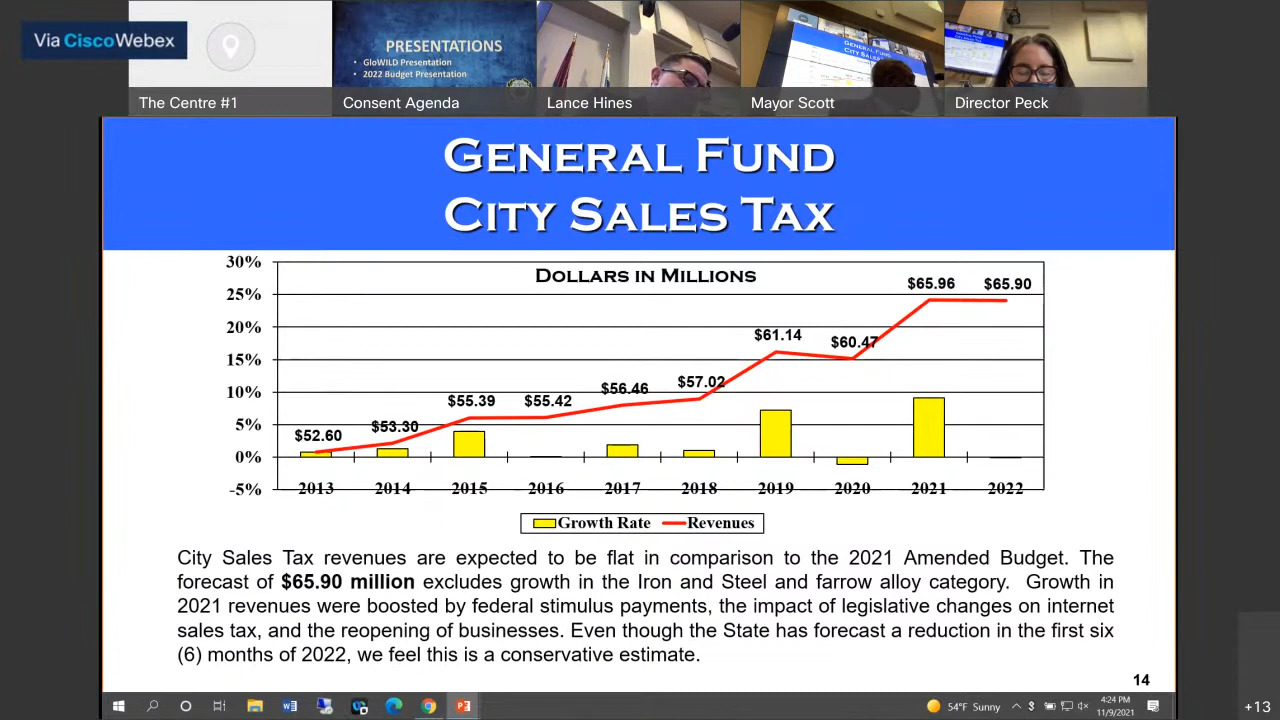 Via CiscoWebex
PRESENTATIONS
• GloWILD Presentation
• 2022 Budget Presentation
GENERAL FUND
CITY SALES
The Centre #1
Consent Agenda
Lance Hines
Mayor Scott
Director Peck
GENERAL FUND
CITY SALES TAX
DOLLARS IN MILLIONS
30%
25%
20%
15%
10%
5%
0%
-5%
$52.60
$53.30
$55.39
$55.42
$56.46
$57.02
$61.14
$60.47
$65.96
$65.90
2013 2014 2015 2016 2017 2018 2019 2020 2021 2022
Growth Rate Revenues
City Sales Tax revenues are expected to be flat in comparison to the 2021 Amended Budget. The
forecast of $65.90 million excludes growth in the Iron and Steel and farrow alloy category. Growth in
2021 revenues were boosted by federal stimulus payments, the impact of legislative changes on internet
sales tax, and the reopening of businesses. Even though the State has forecast a reduction in the first six
(6) months of 2022, we feel this is a conservative estimate.
14
54°F Sunny
4:24 PM
11/9/2021
+13